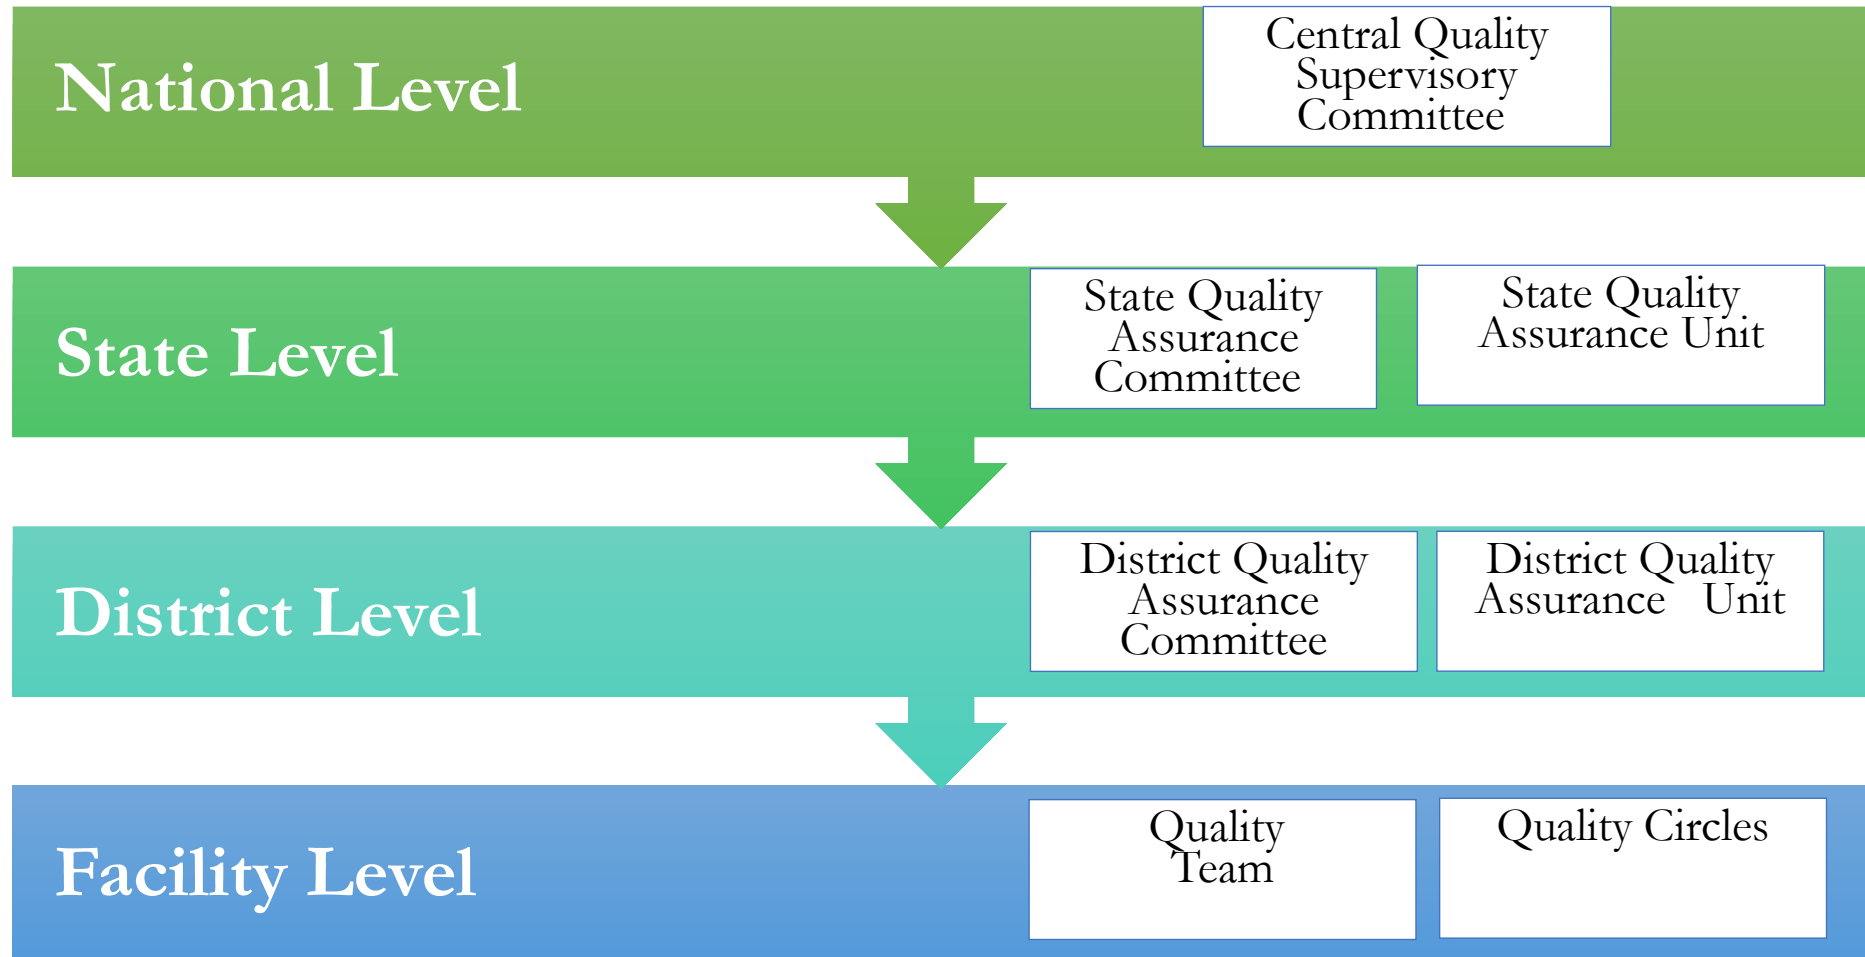 National Level
Central Quality
Supervisory
Committee
State Level
State Quality
Assurance
Committee
State Quality
Assurance Unit
District Level
District Quality
Assurance
Committee
District Quality
Assurance Unit
Facility Level
Quality
Team
Quality Circles